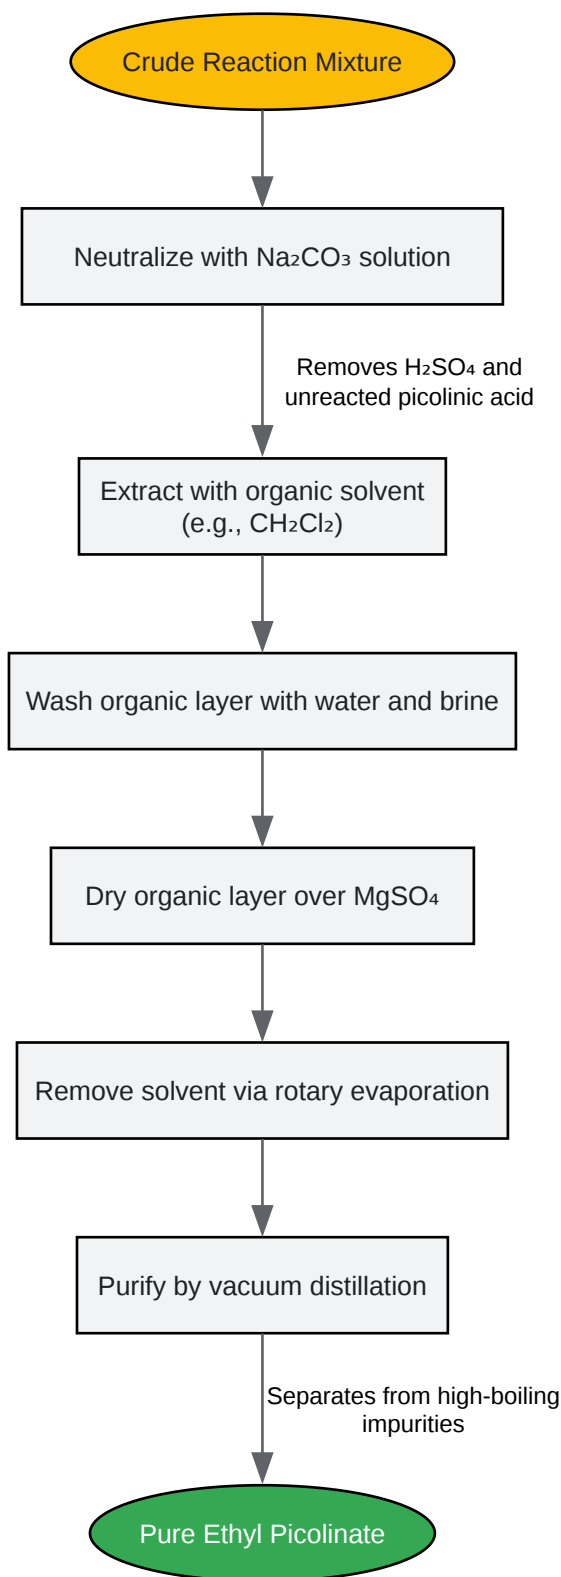 Crude Reaction Mixture
Neutralize with Na₂CO₃ solution
Removes H₂SO₄ and
unreacted picolinic acid
Extract with organic solvent
(e.g., CH₂Cl₂)
Wash organic layer with water and brine
Dry organic layer over MgSO₄
Remove solvent via rotary evaporation
Purify by vacuum distillation
Separates from high-boiling
impurities
Pure Ethyl Picolinate